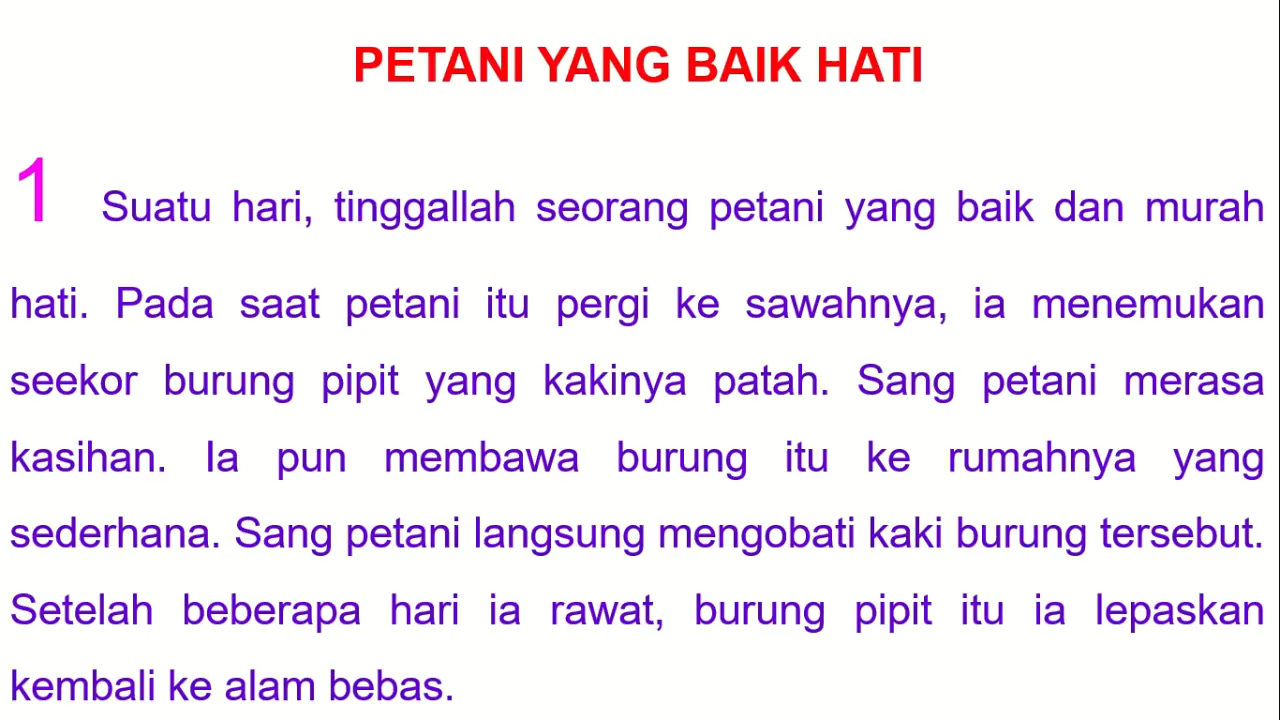 PETANI YANG BAIK HATI
1 Suatu hari, tinggallah seorang petani yang baik dan murah
hati. Pada saat petani itu pergi ke sawahnya, ia menemukan
seekor burung pipit yang kakinya patah. Sang petani merasa
kasihan. Ia pun membawa burung itu ke rumahnya yang
sederhana. Sang petani langsung mengobati kaki burung tersebut.
Setelah beberapa hari ia rawat, burung pipit itu ia lepaskan
kembali ke alam bebas.